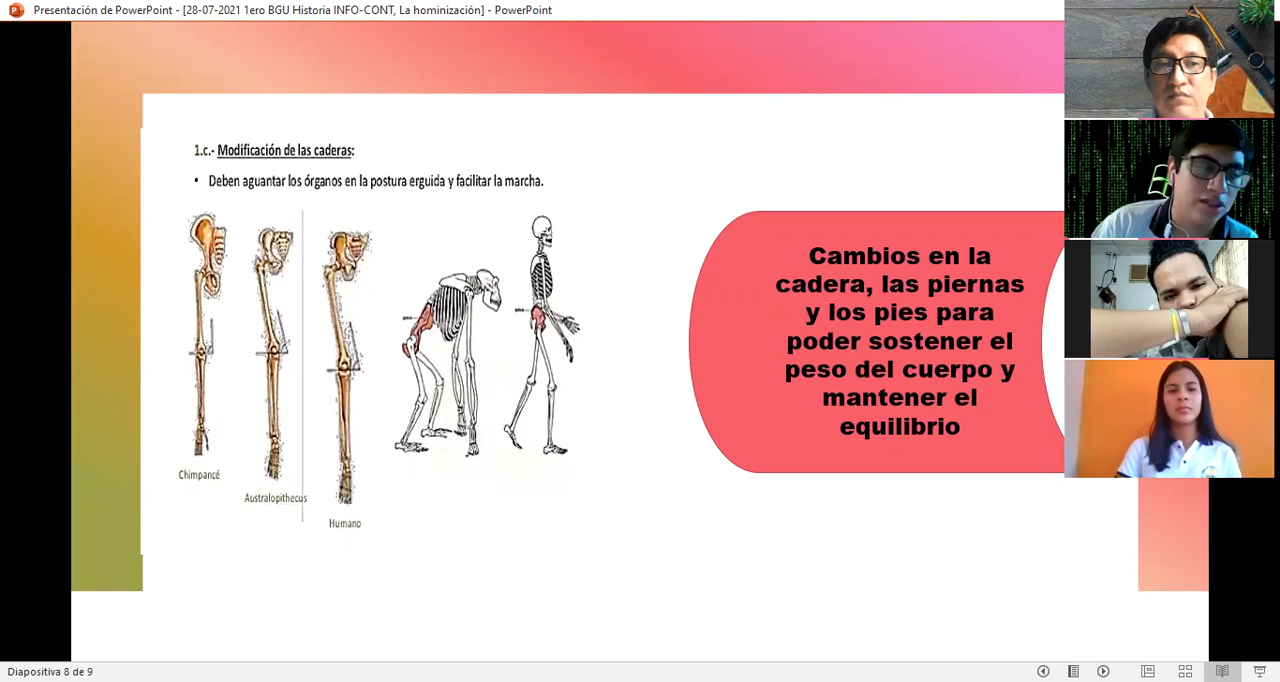 Presentación de PowerPoint - [28-07-2021 1ero BGU Historia INFO-CONT, La hominización] - PowerPoint
1.c.- Modificación de las caderas:
• Deben aguantar los órganos en la postura erguida y facilitar la marcha.
Chimpancé
Australopithecus
Humano
Cambios en la
cadera, las piernas
y los pies para
poder sostener el
peso del cuerpo y
mantener el
equilibrio
Diapositiva 8 de 9